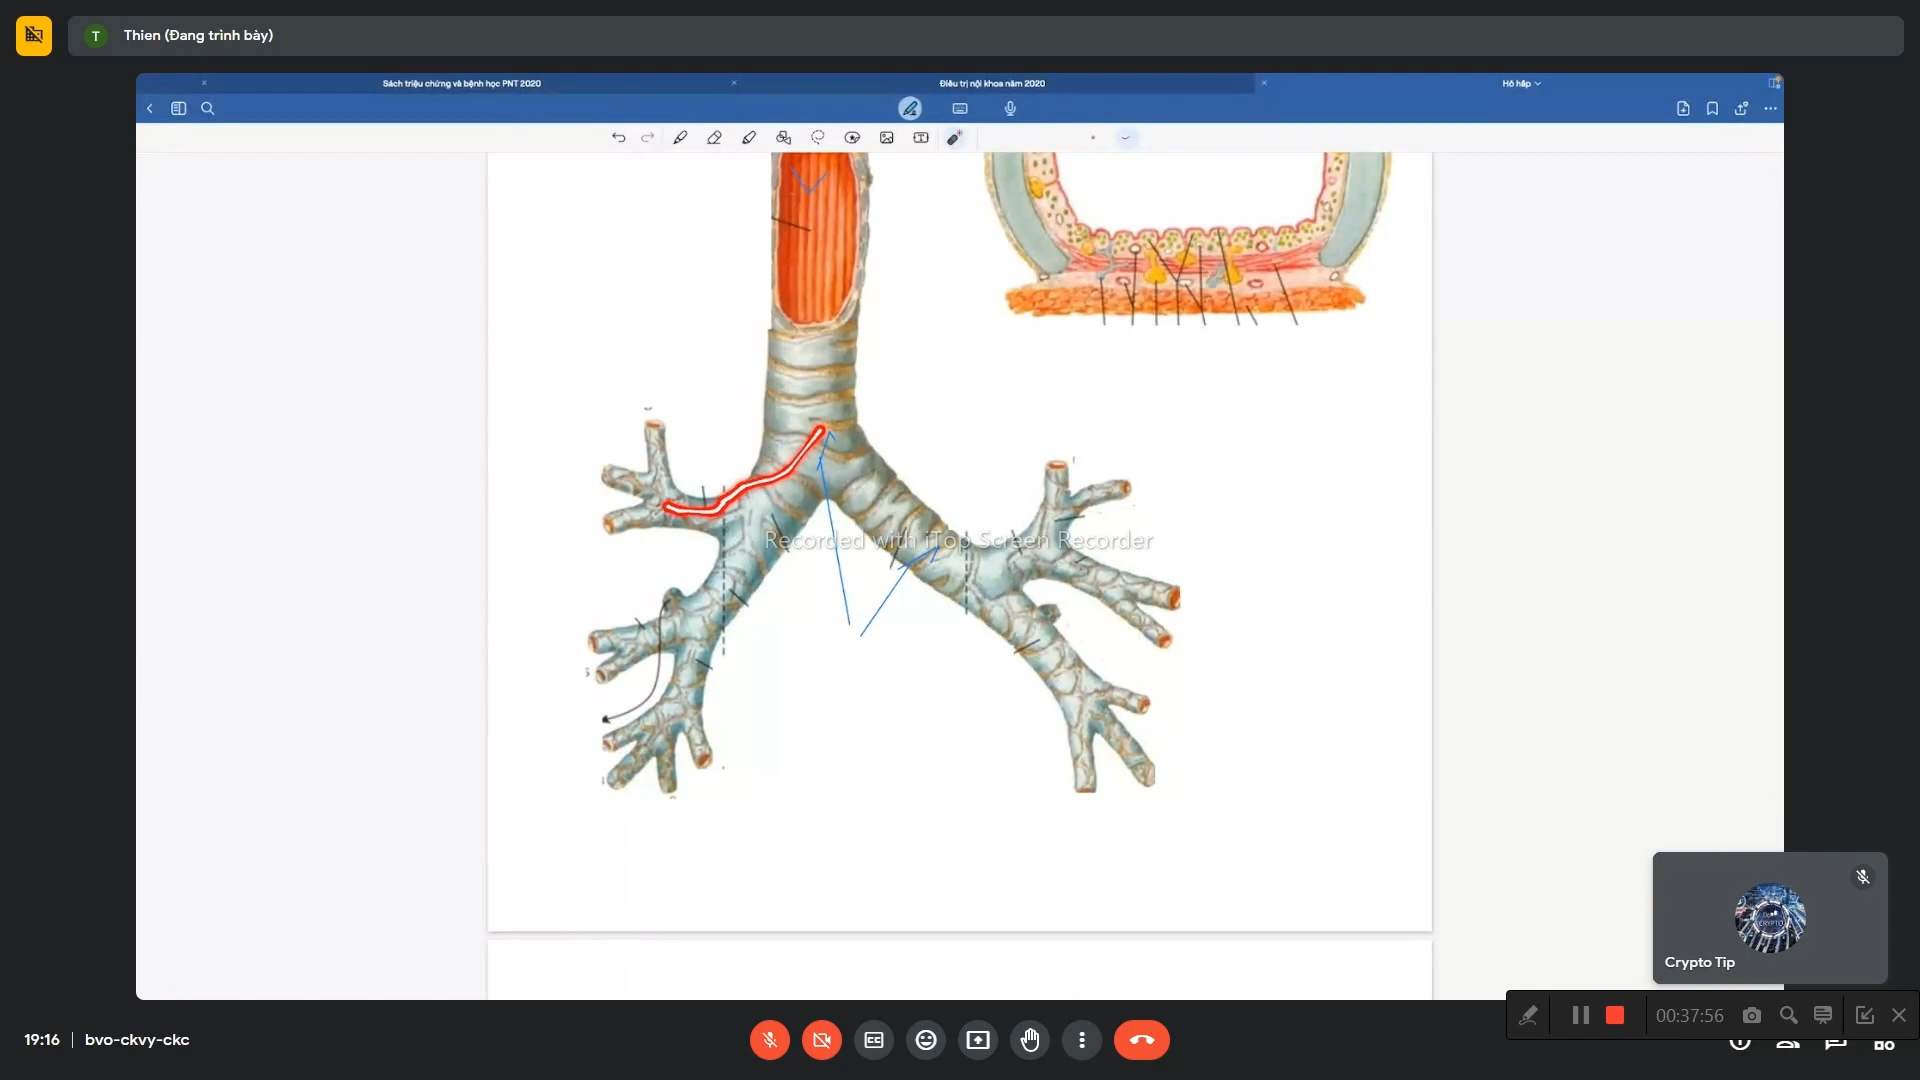 T Thien (Đang trình bày)
Sách triệu chứng và bệnh học PNT 2020
Điều trị nội khoa năm 2020
Hô hấp
Recorded with iTop Screen Recorder
Crypto Tip
00:37:56
19:16 | bvo-ckvy-ckc